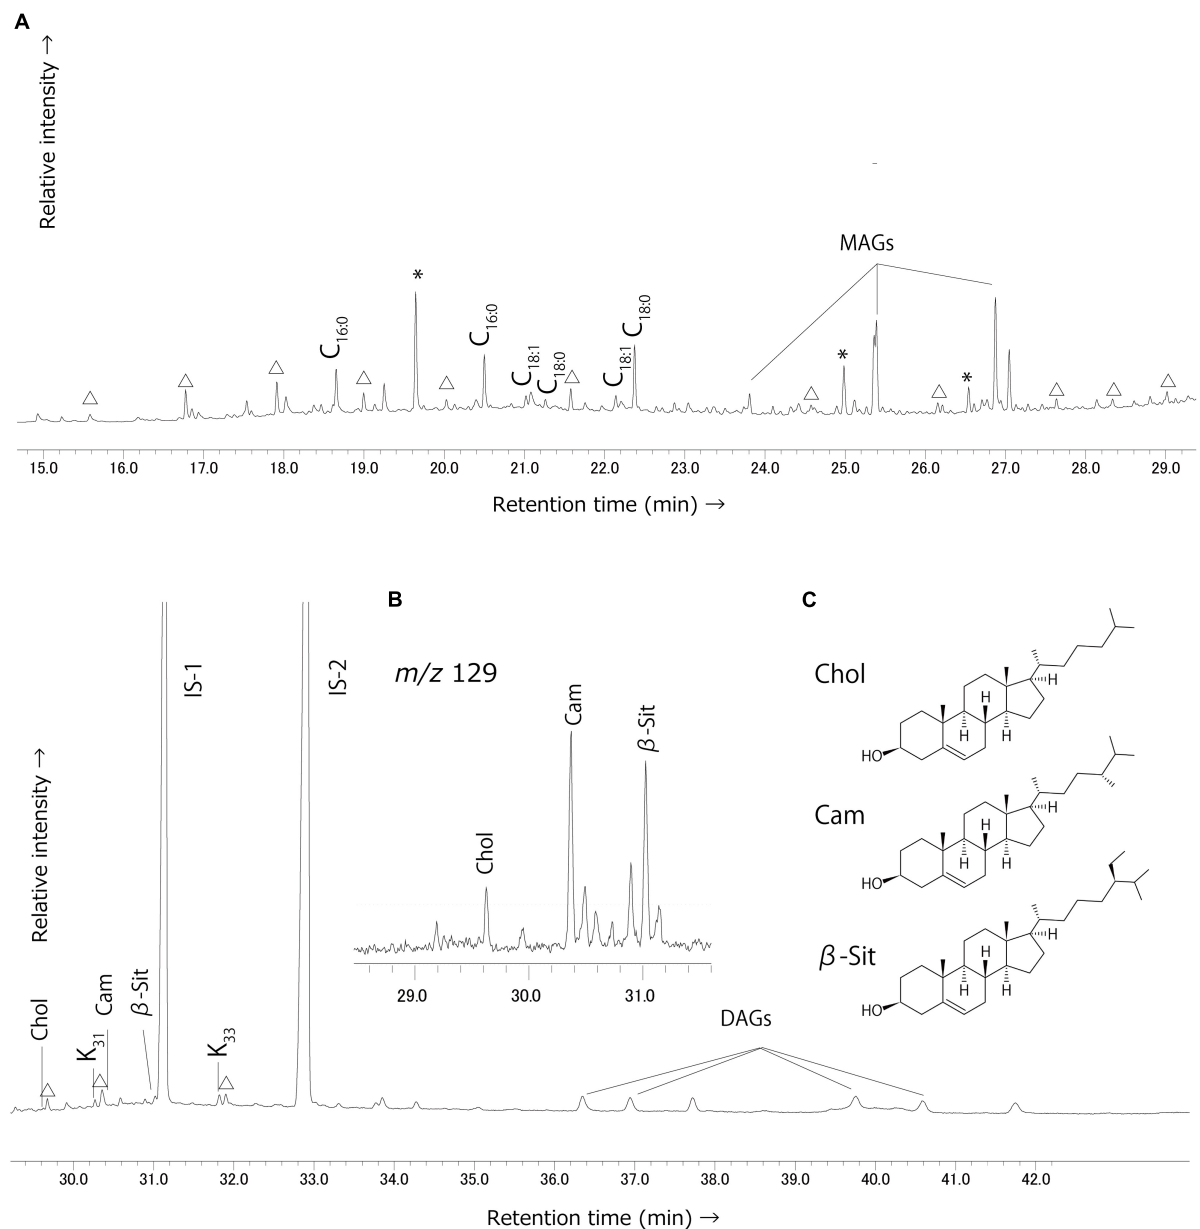 A
Relative intensity →
MAGs
*
C18:0
C16:0
C16:0
C18:1
C18:0
C18:1
*
*
△ △ △ △ △ △ △ △ △ △ △
15.0 16.0 17.0 18.0 19.0 20.0 21.0 22.0 23.0 24.0 25.0 26.0 27.0 28.0 29.0
Retention time (min) →
B
C
IS-1
IS-2
m/z 129
Chol
Cam
β-Sit
29.0 30.0 31.0
Chol
HO H H H H
Cam
HO H H H H
β-Sit
HO H H H H
Relative intensity →
Chol
K31
Cam
β-Sit
K33
△ △ △
DAGs
30.0 31.0 32.0 33.0 34.0 35.0 36.0 37.0 38.0 39.0 40.0 41.0 42.0
Retention time (min) →